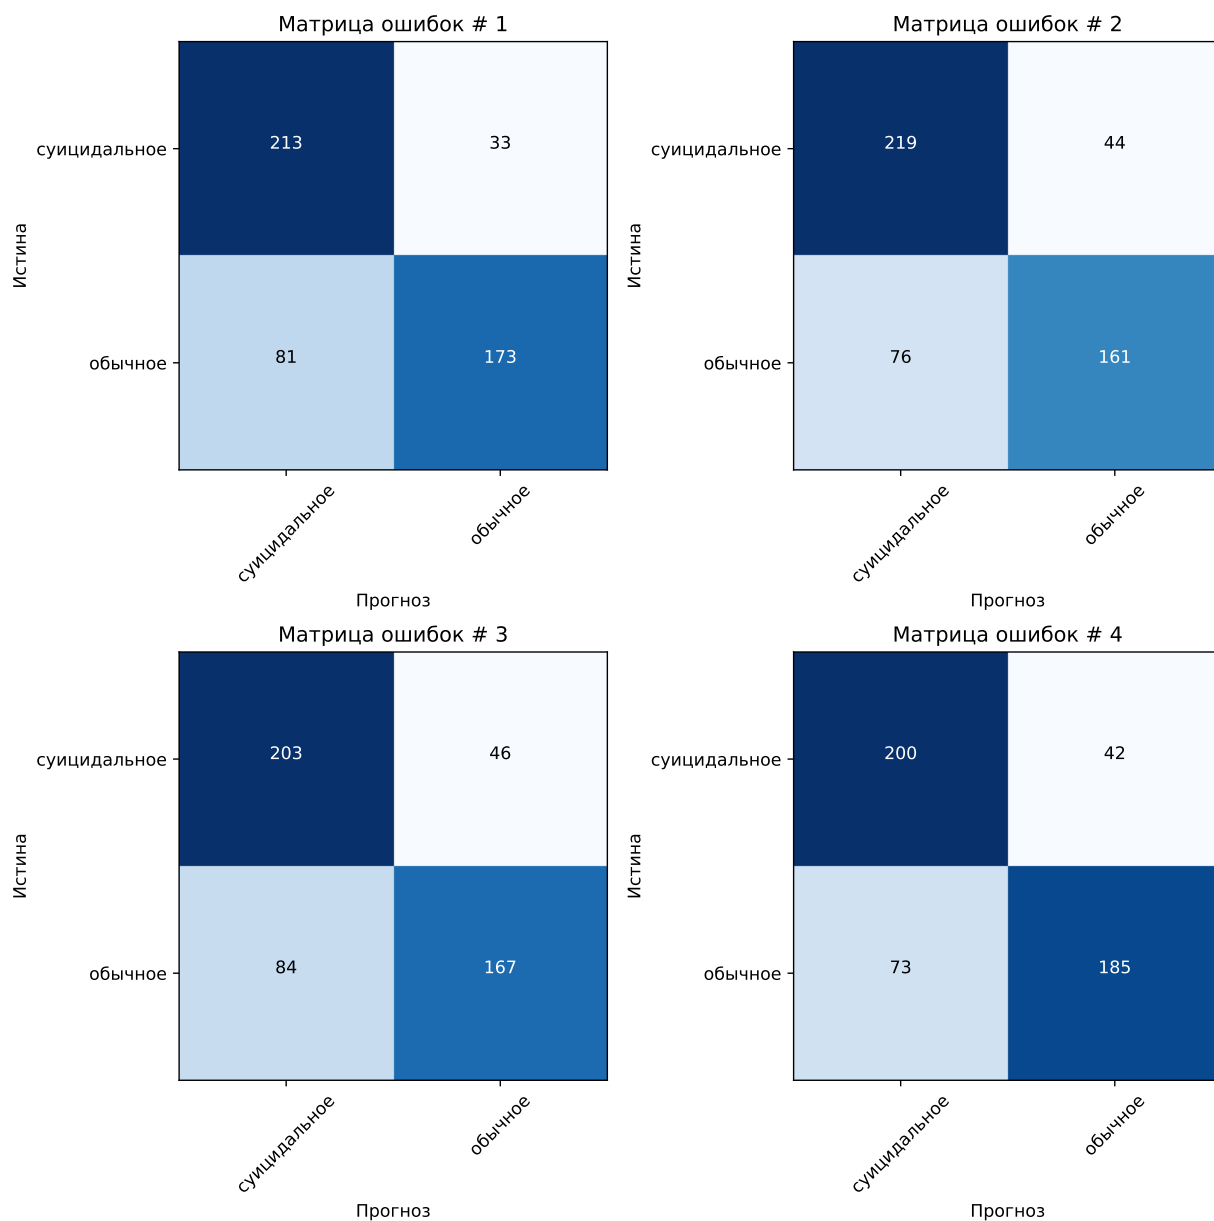 Матрица ошибок # 1
суицидальное
213
33
Истина
обычное
81
173
суицидальное
обычное
Прогноз
Матрица ошибок # 2
суицидальное
219
44
Истина
обычное
76
161
суицидальное
обычное
Прогноз
Матрица ошибок # 3
суицидальное
203
46
Истина
обычное
84
167
суицидальное
обычное
Прогноз
Матрица ошибок # 4
суицидальное
200
42
Истина
обычное
73
185
суицидальное
обычное
Прогноз